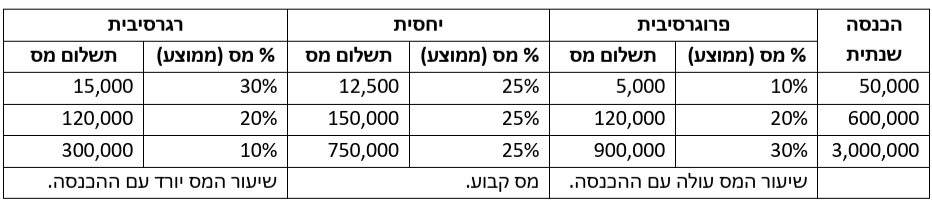 הכנסה שנתית | פרוגרסיבית | יחסית | רגרסיבית
% מס (ממוצע) | תשלום מס | % מס (ממוצע) | תשלום מס | % מס (ממוצע) | תשלום מס
50,000 | 10% | 5,000 | 25% | 12,500 | 30% | 15,000
600,000 | 20% | 120,000 | 25% | 150,000 | 20% | 120,000
3,000,000 | 30% | 900,000 | 25% | 750,000 | 10% | 300,000
שיעור המס עולה עם ההכנסה. | מס קבוע. | שיעור המס יורד עם ההכנסה.